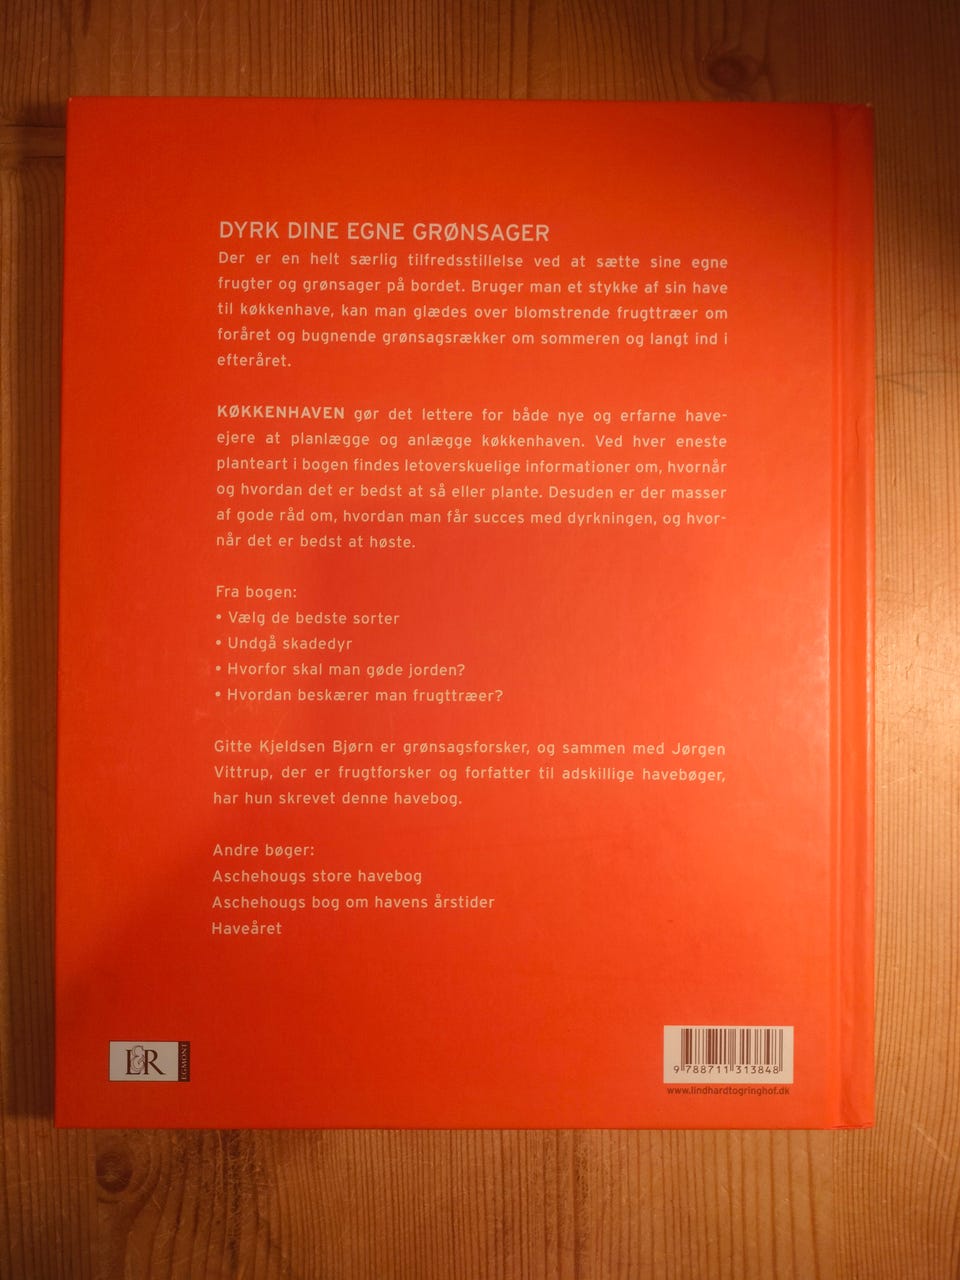 DYRK DINE EGNE GRØNSAGER
Der er en helt særlig tilfredsstillelse ved at sætte sine egne
frugter og grønsager på bordet. Bruger man et stykke af sin have
til køkkenhave, kan man glædes over blomstrende frugttræer om
foråret og bugnende grønsagsrækker om sommeren og langt ind i
efteråret.
KØKKENHAVEN gør det lettere for både nye og erfarne have-
ejere at planlægge og anlægge køkkenhaven. Ved hver eneste
planteart i bogen findes letoverskuelige informationer om, hvornår
og hvordan det er bedst at så eller plante. Desuden er der masser
af gode råd om, hvordan man får succes med dyrkningen, og hvor-
når det er bedst at høste.
Fra bogen:
• Vælg de bedste sorter
• Undgå skadedyr
• Hvorfor skal man gøde jorden?
• Hvordan beskærer man frugttræer?
Gitte Kjeldsen Bjørn er grønsagsforsker, og sammen med Jørgen
Vittrup, der er frugtforsker og forfatter til adskillige havebøger,
har hun skrevet denne havebog.
Andre bøger:
Aschehougs store havebog
Aschehougs bog om havens årstider
Haveåret
L&R EGMONT
9 788711 313848
www.lindhardtogringhof.dk